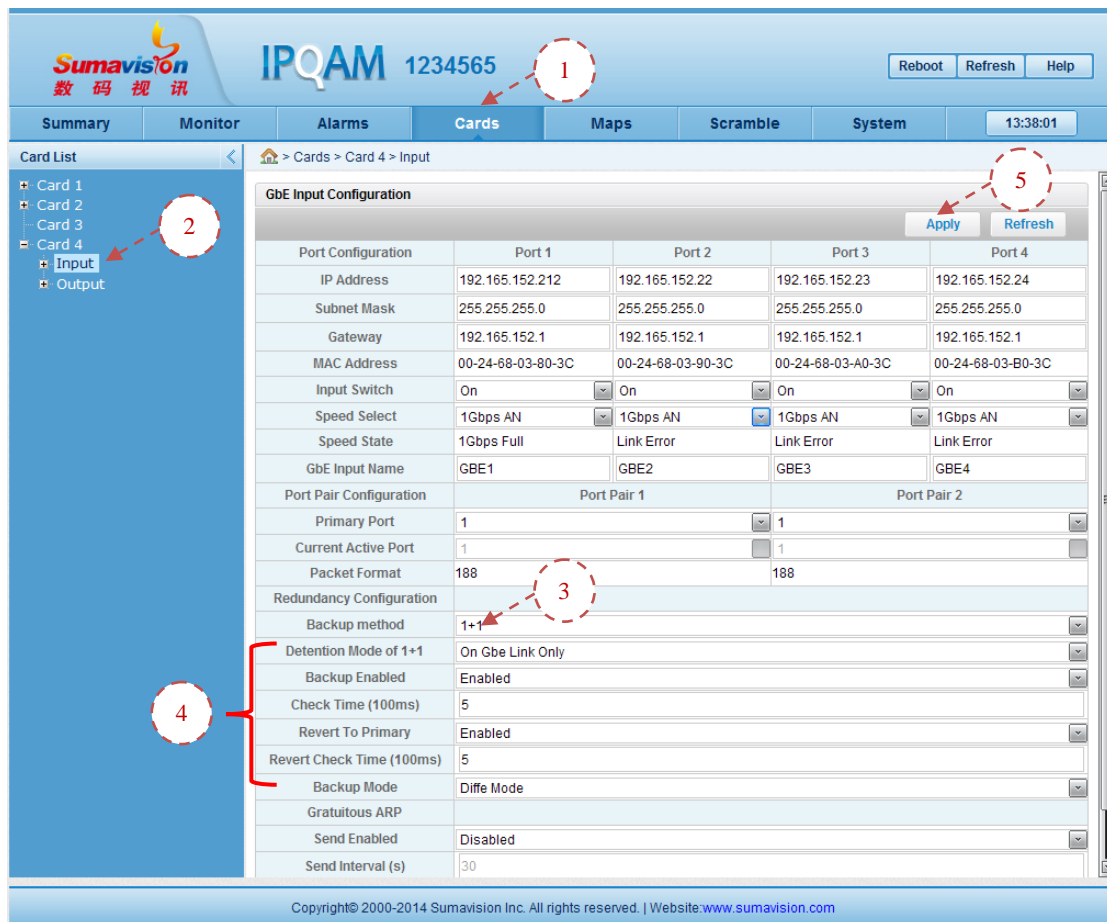 Sumavision
数码视讯
IPQAM 1234565
1
Reboot Refresh Help
Summary Monitor Alarms Cards Maps Scramble System 13:38:01
Card List
> Cards > Card 4 > Input
Card 1
Card 2
Card 3
Card 4
Input
Output
2
GbE Input Configuration
5
Apply Refresh
Port Configuration Port 1 Port 2 Port 3 Port 4
IP Address 192.165.152.212 192.165.152.22 192.165.152.23 192.165.152.24
Subnet Mask 255.255.255.0 255.255.255.0 255.255.255.0 255.255.255.0
Gateway 192.165.152.1 192.165.152.1 192.165.152.1 192.165.152.1
MAC Address 00-24-68-03-80-3C 00-24-68-03-90-3C 00-24-68-03-A0-3C 00-24-68-03-B0-3C
Input Switch On On On On
Speed Select 1Gbps AN 1Gbps AN 1Gbps AN 1Gbps AN
Speed State 1Gbps Full Link Error Link Error Link Error
GbE Input Name GBE1 GBE2 GBE3 GBE4
Port Pair Configuration Port Pair 1 Port Pair 2
Primary Port 1 1
Current Active Port 1 1
Packet Format 188 188
Redundancy Configuration
3
Backup method 1+1
Detention Mode of 1+1 On Gbe Link Only
Backup Enabled Enabled
Check Time (100ms) 5
4
Revert To Primary Enabled
Revert Check Time (100ms) 5
Backup Mode Diffe Mode
Gratuitous ARP
Send Enabled Disabled
Send Interval (s) 30
Copyright© 2000-2014 Sumavision Inc. All rights reserved. | Website:www.sumavision.com